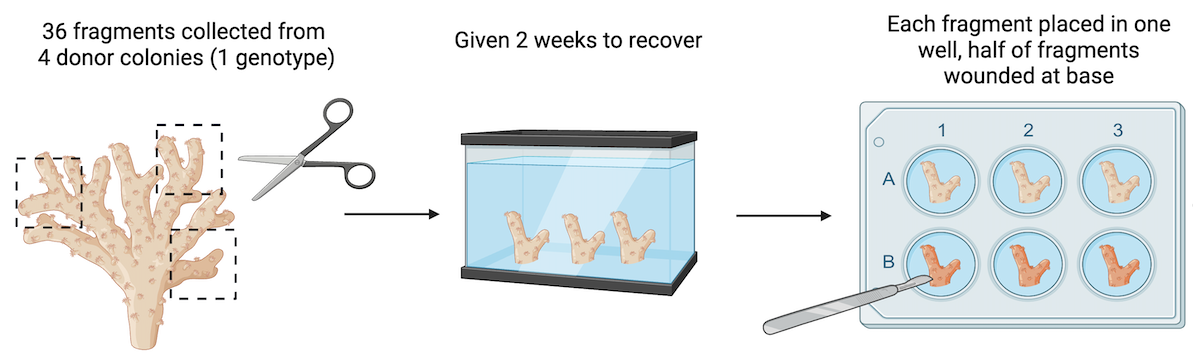 36 fragments collected from
4 donor colonies (1 genotype)
Given 2 weeks to recover
Each fragment placed in one
well, half of fragments
wounded at base
1 2 3
A
B